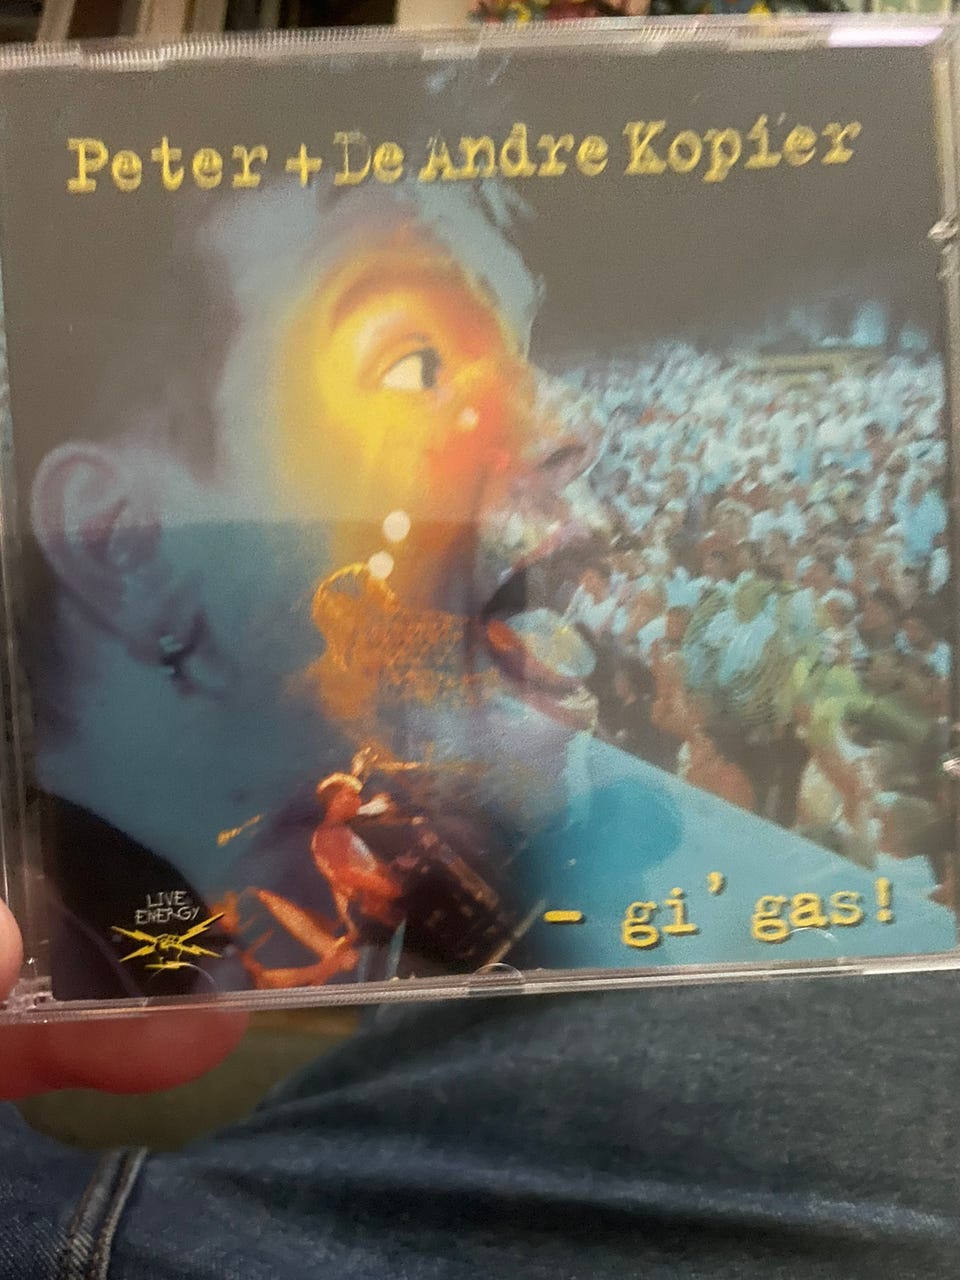 Peter + De Andre Kopier
LIVE
ENERGY
- gi' gas!